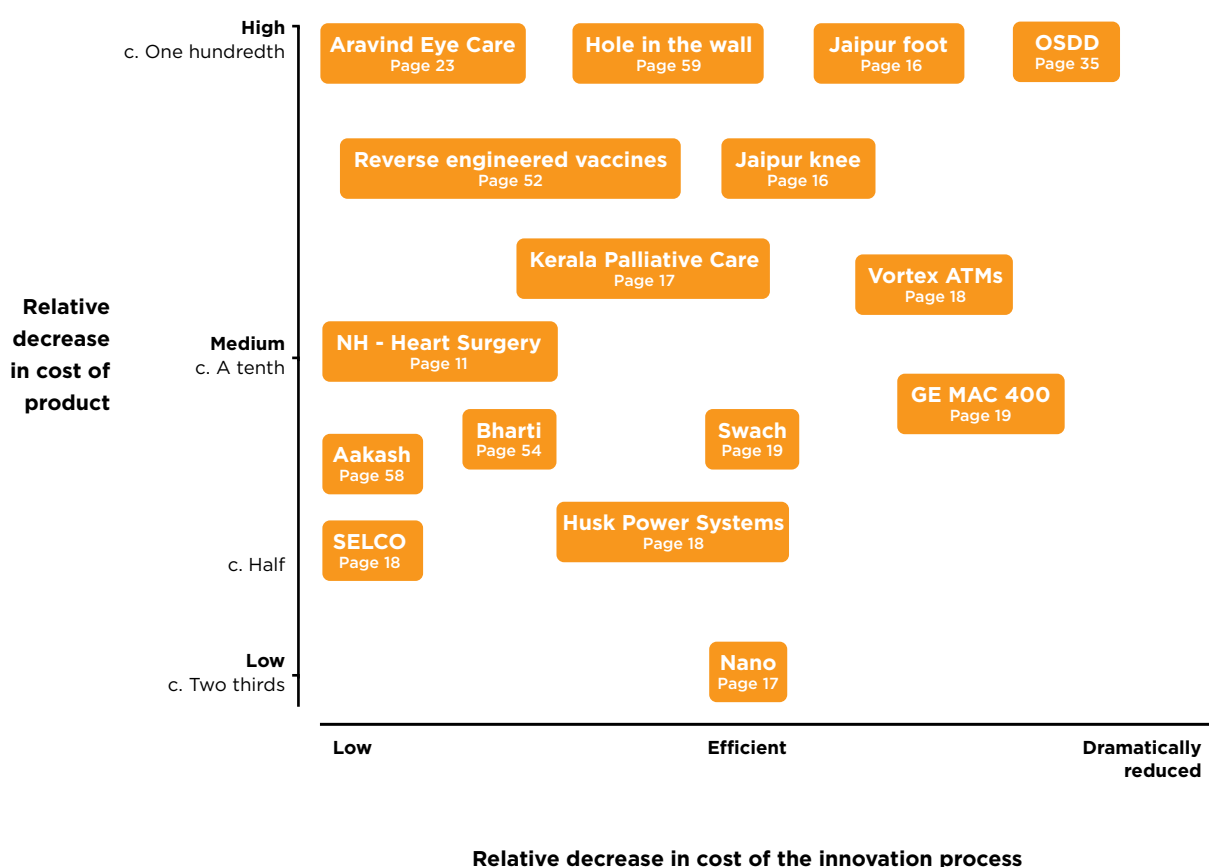 High
c. One hundredth
Aravind Eye Care
Page 23
Hole in the wall
Page 59
Jaipur foot
Page 16
OSDD
Page 35
Reverse engineered vaccines
Page 52
Jaipur knee
Page 16
Kerala Palliative Care
Page 17
Vortex ATMs
Page 18
Relative
decrease
in cost of
product
Medium
c. A tenth
NH - Heart Surgery
Page 11
GE MAC 400
Page 19
Bharti
Page 54
Swach
Page 19
Aakash
Page 58
Husk Power Systems
Page 18
SELCO
Page 18
c. Half
Low
c. Two thirds
Nano
Page 17
Low
Efficient
Dramatically
reduced
Relative decrease in cost of the innovation process